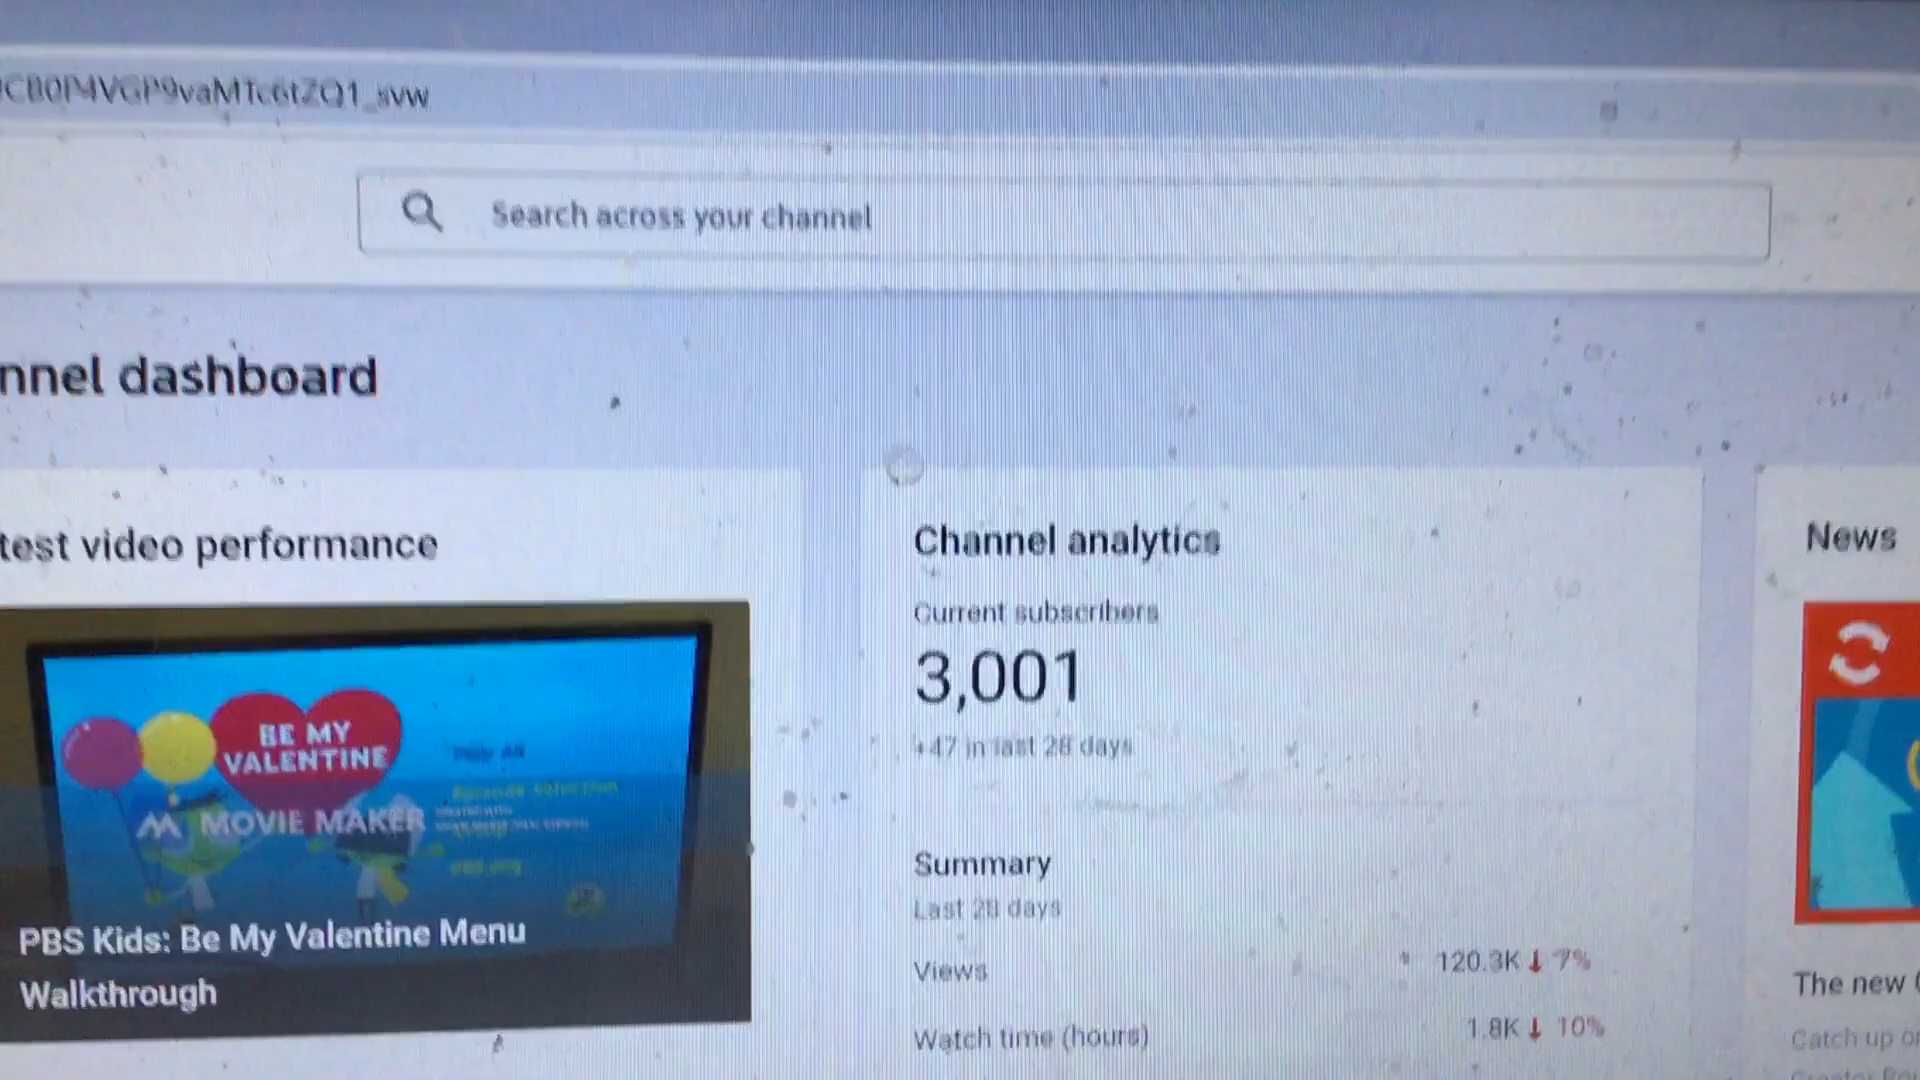 Search across your channel
nnel dashboard
test video performance
BE MY
VALENTINE
MOVIE MAKER
PBS Kids: Be My Valentine Menu
Walkthrough
Channel analytics
Current subscribers
3,001
+47 in last 28 days
Summary
Last 28 days
Views 120.3K ↓ 7%
Watch time (hours) 1.8K ↓ 10%
News
The new
Catch up